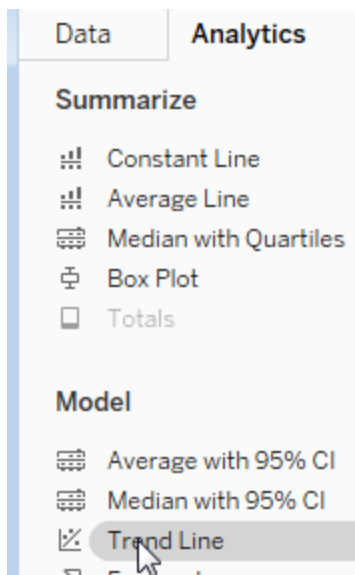 Data Analytics
Summarize
Constant Line
Average Line
Median with Quartiles
Box Plot
Totals
Model
Average with 95% CI
Median with 95% CI
Trend Line